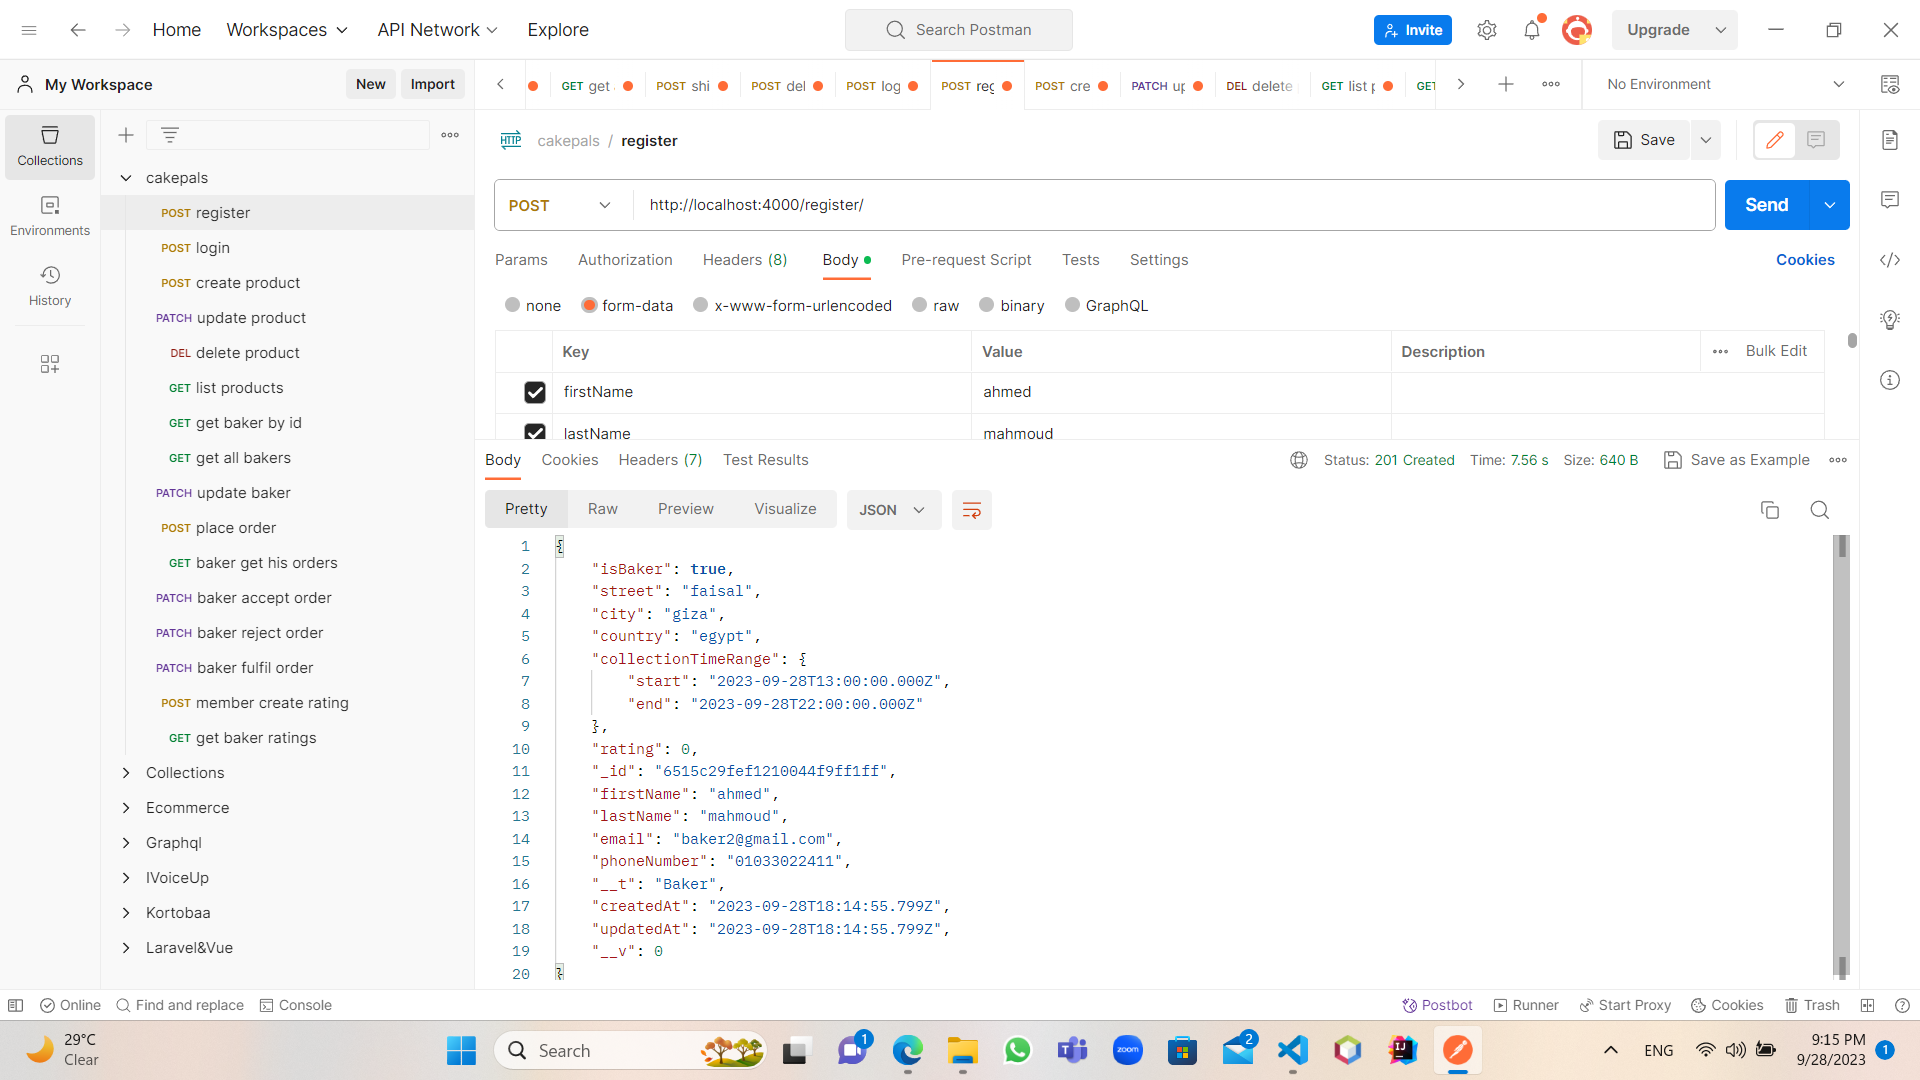 Home Workspaces API Network Explore Search Postman Invite Upgrade
My Workspace New Import GET get POST shi POST del POST log POST reg POST cre PATCH up DEL delete GET list p GET No Environment
Collections
Environments
History
cakepals
POST register
POST login
POST create product
PATCH update product
DEL delete product
GET list products
GET get baker by id
GET get all bakers
PATCH update baker
POST place order
GET baker get his orders
PATCH baker accept order
PATCH baker reject order
PATCH baker fulfil order
POST member create rating
GET get baker ratings
Collections
Ecommerce
Graphql
IVoiceUp
Kortobaa
Laravel&Vue
HTTP cakepals / register Save
POST http://localhost:4000/register/ Send
Params Authorization Headers (8) Body Pre-request Script Tests Settings Cookies
none form-data x-www-form-urlencoded raw binary GraphQL
Key Value Description Bulk Edit
firstName ahmed
lastName mahmoud
Body Cookies Headers (7) Test Results Status: 201 Created Time: 7.56 s Size: 640 B Save as Example
Pretty Raw Preview Visualize JSON
1 {
2 "isBaker": true,
3 "street": "faisal",
4 "city": "giza",
5 "country": "egypt",
6 "collectionTimeRange": {
7 "start": "2023-09-28T13:00:00.000Z",
8 "end": "2023-09-28T22:00:00.000Z"
9 },
10 "rating": 0,
11 "_id": "6515c29fef1210044f9ff1ff",
12 "firstName": "ahmed",
13 "lastName": "mahmoud",
14 "email": "baker2@gmail.com",
15 "phoneNumber": "01033022411",
16 "__t": "Baker",
17 "createdAt": "2023-09-28T18:14:55.799Z",
18 "updatedAt": "2023-09-28T18:14:55.799Z",
19 "__v": 0
20 }
Online Find and replace Console Postbot Runner Start Proxy Cookies Trash
29°C
Clear
Search 1 zoom 2 IJ ENG
9:15 PM
9/28/2023 1